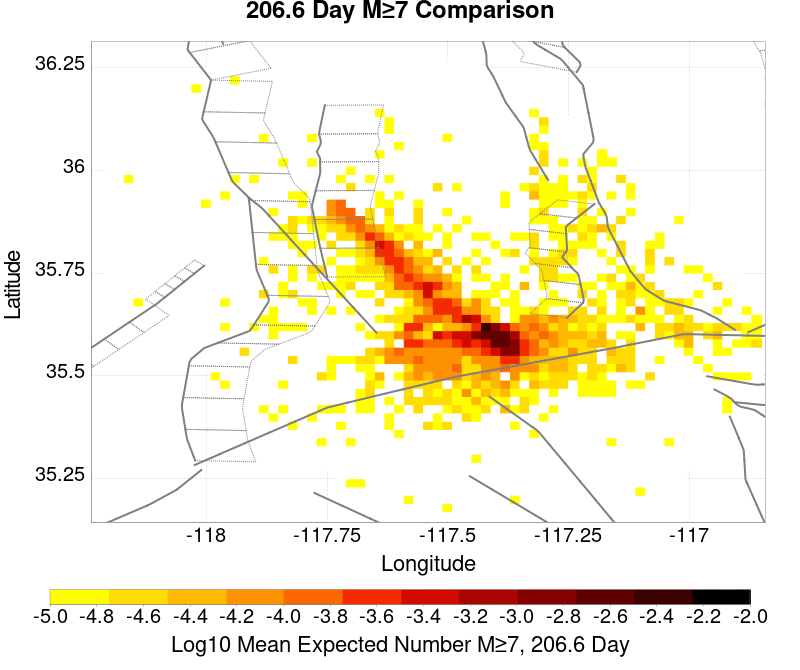 206.6 Day M≥7 Comparison
36.25
36
35.75
35.5
35.25
Latitude
-118
-117.75
-117.5
-117.25
-117
Longitude
-5.0 -4.8 -4.6 -4.4 -4.2 -4.0 -3.8 -3.6 -3.4 -3.2 -3.0 -2.8 -2.6 -2.4 -2.2 -2.0
Log10 Mean Expected Number M≥7, 206.6 Day